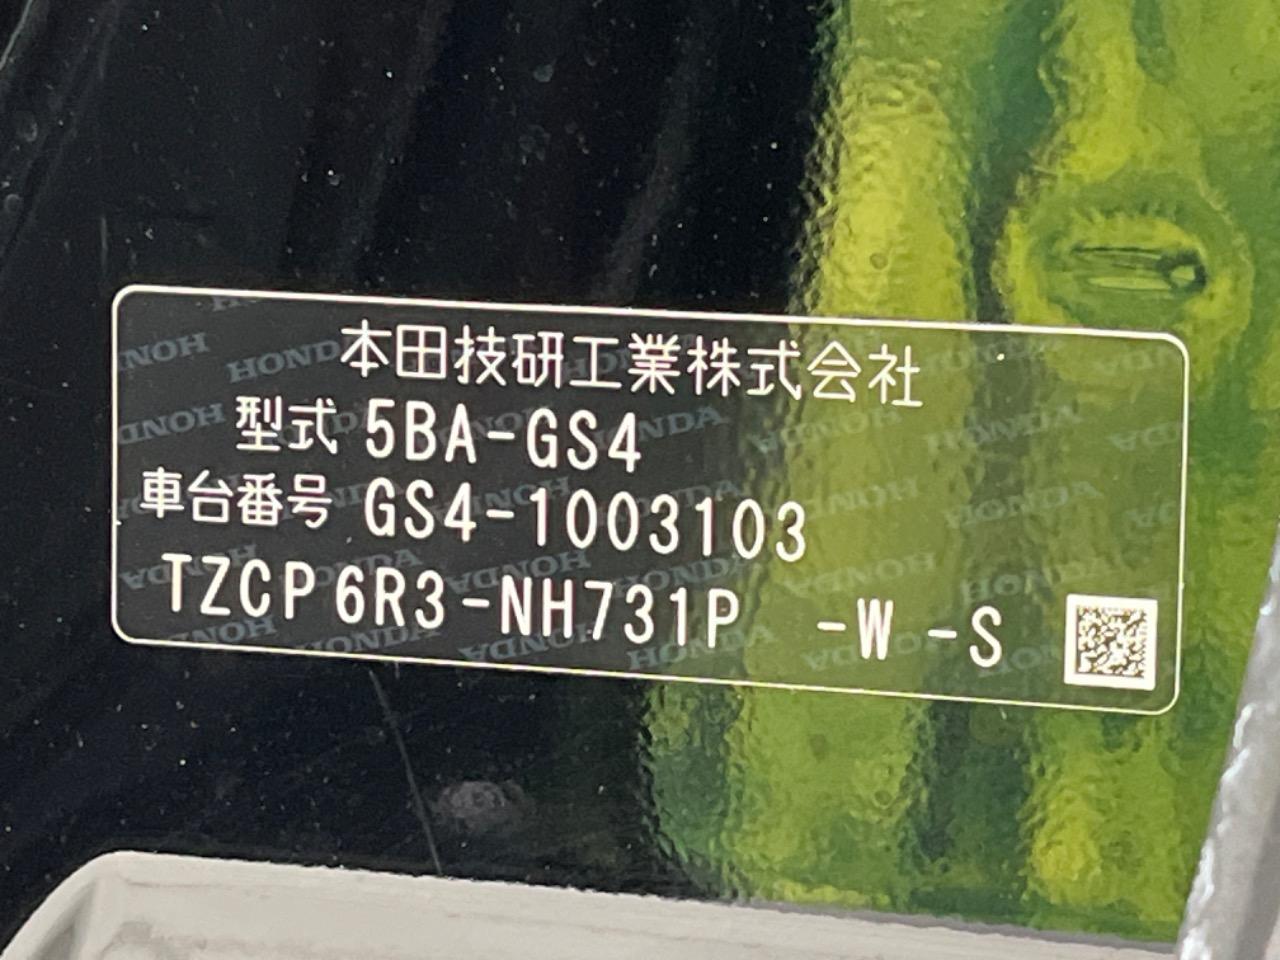 本田技研工業株式会社
型式 5BA-GS4
車台番号 GS4-1003103
TZCP6R3-NH731P -W -S